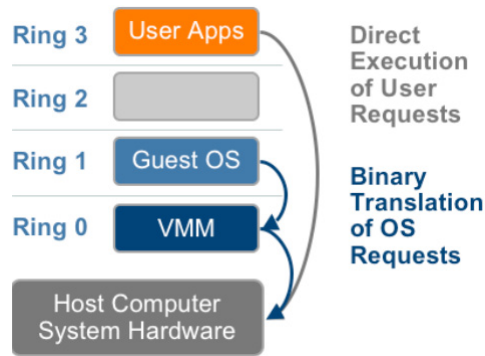 Ring 3
User Apps
Ring 2
Ring 1
Guest OS
Ring 0
VMM
Host Computer
System Hardware
Direct
Execution
of User
Requests
Binary
Translation
of OS
Requests